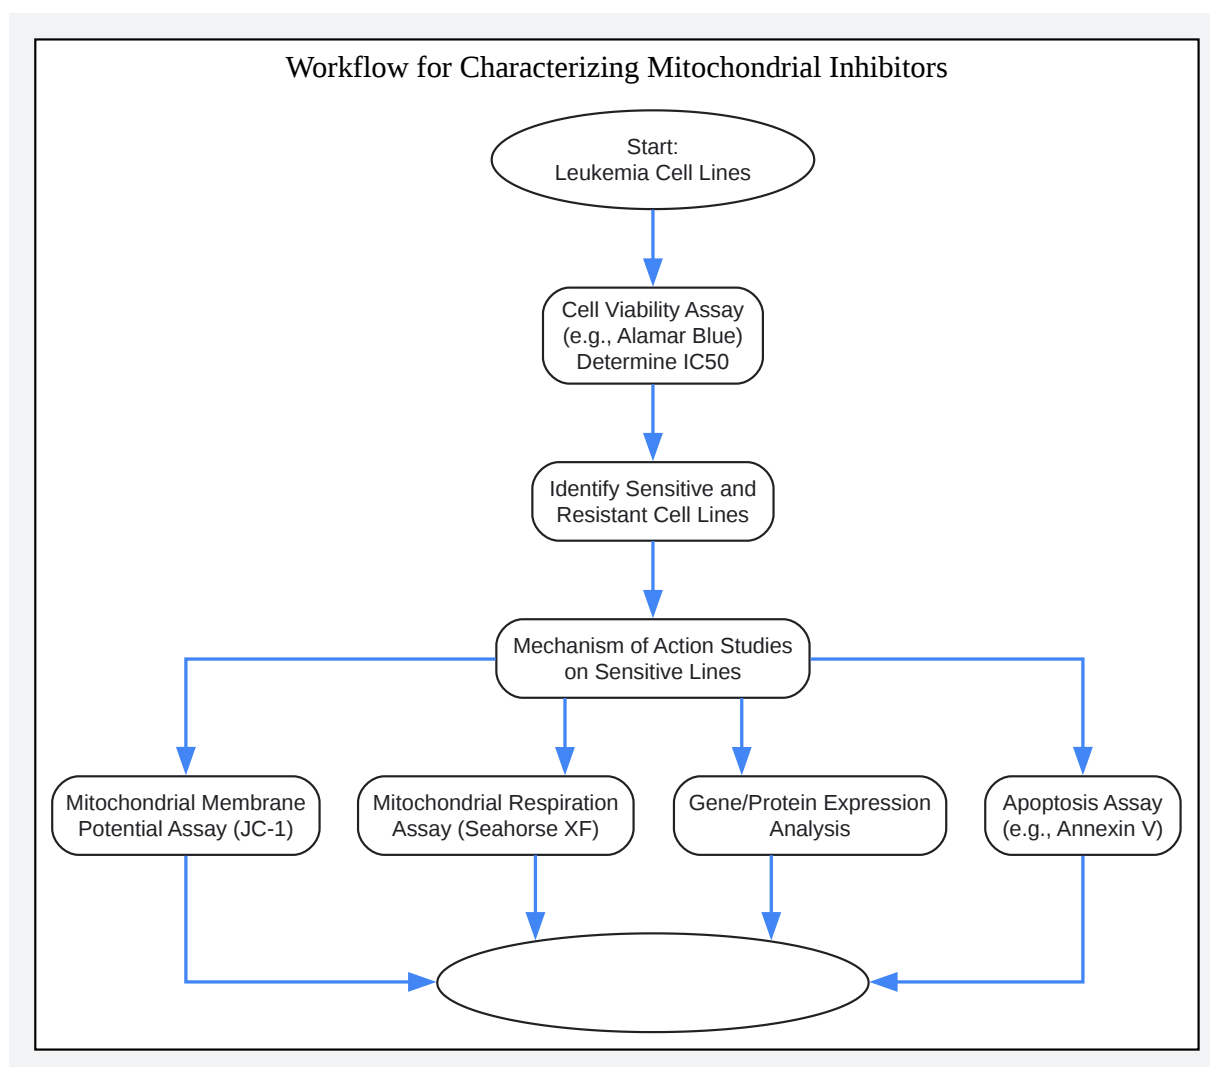 Workflow for Characterizing Mitochondrial Inhibitors
Start:
Leukemia Cell Lines
Cell Viability Assay
(e.g., Alamar Blue)
Determine IC50
Identify Sensitive and
Resistant Cell Lines
Mechanism of Action Studies
on Sensitive Lines
Mitochondrial Membrane
Potential Assay (JC-1)
Mitochondrial Respiration
Assay (Seahorse XF)
Gene/Protein Expression
Analysis
Apoptosis Assay
(e.g., Annexin V)